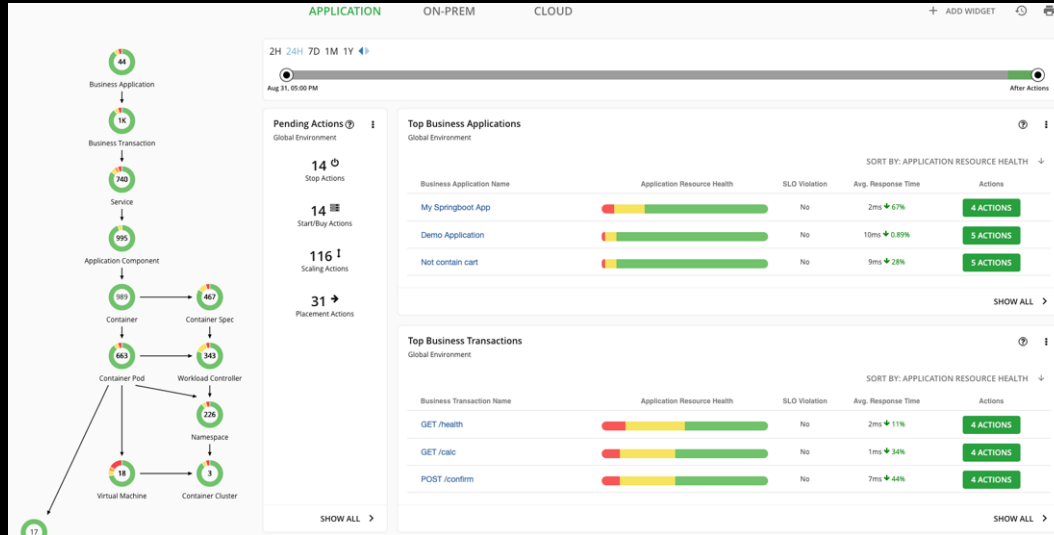 APPLICATION ON-PREM CLOUD
ADD WIDGET
2H 24H 7D 1M 1Y
Aug 31, 05:00 PM After Actions
44
Business Application
1K
Business Transaction
740
Service
995
Application Component
989 467
Container Container Spec
663 343
Container Pod Workload Controller
226
Namespace
18 3
Virtual Machine Container Cluster
17
Pending Actions
Global Environment
14
Stop Actions
14
Start/Buy Actions
116
Scaling Actions
31
Placement Actions
SHOW ALL
Top Business Applications
Global Environment
SORT BY: APPLICATION RESOURCE HEALTH
Business Application Name Application Resource Health SLO Violation Avg. Response Time Actions
My Springboot App No 2ms 67% 4 ACTIONS
Demo Application No 10ms 0.89% 5 ACTIONS
Not contain cart No 9ms 28% 5 ACTIONS
SHOW ALL
Top Business Transactions
Global Environment
SORT BY: APPLICATION RESOURCE HEALTH
Business Transaction Name Application Resource Health SLO Violation Avg. Response Time Actions
GET /health No 2ms 11% 4 ACTIONS
GET /calc No 1ms 34% 4 ACTIONS
POST /confirm No 7ms 44% 4 ACTIONS
SHOW ALL